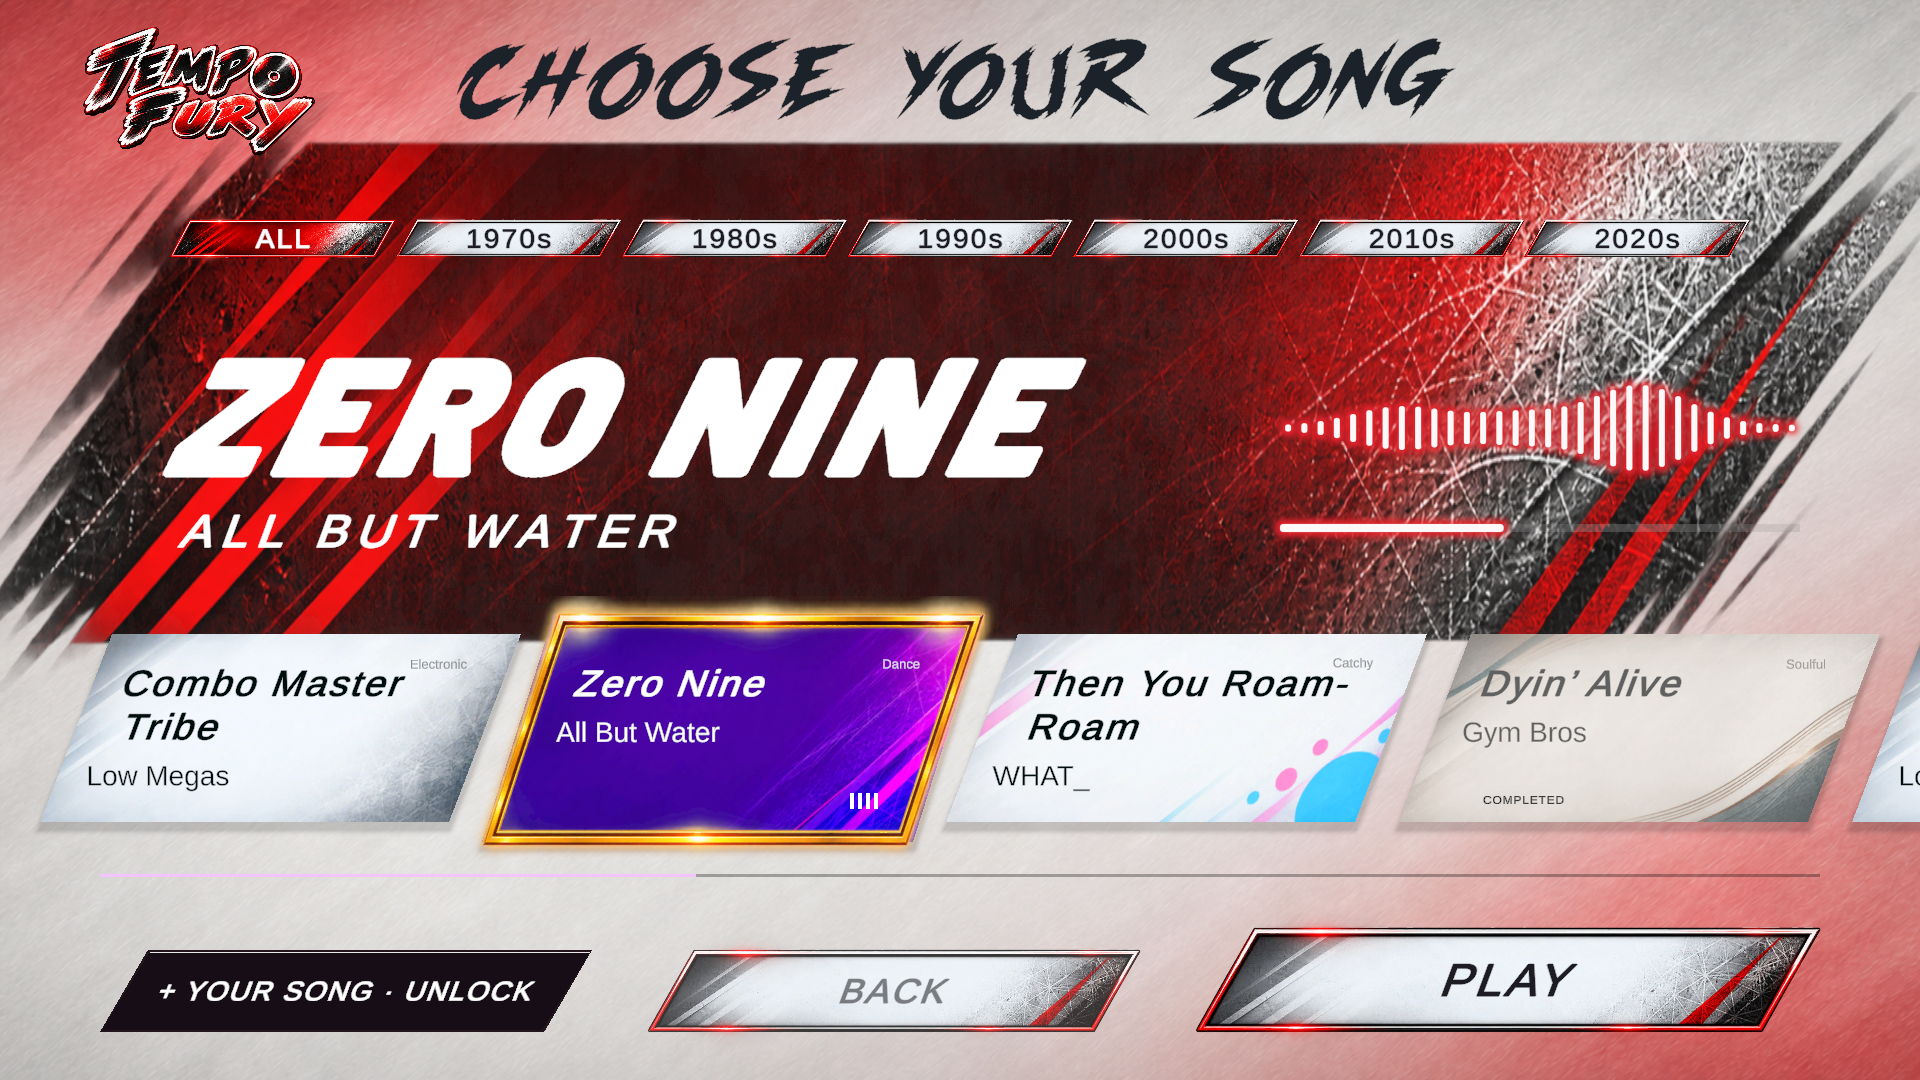 TEMPO
FURY
CHOOSE YOUR SONG
ALL
1970s
1980s
1990s
2000s
2010s
2020s
ZERO NINE
ALL BUT WATER
Combo Master
Tribe
Electronic
Low Megas
Zero Nine
Dance
All But Water
Then You Roam-
Roam
Catchy
WHAT_
Dyin’ Alive
Soulful
Gym Bros
COMPLETED
+ YOUR SONG · UNLOCK
BACK
PLAY